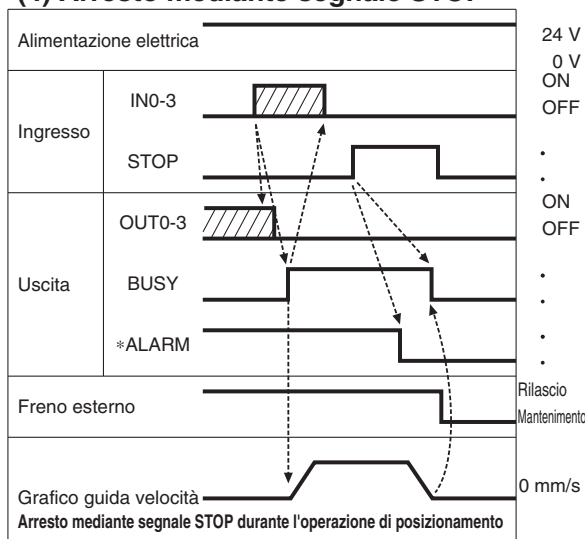 (4) Arresto mediante segnale STOP
Alimentazione elettrica
24 V
0 V
Ingresso
IN0-3
ON
OFF
STOP
Uscita
OUT0-3
ON
OFF
BUSY
*ALARM
Freno esterno
Rilascio
Mantenimento
Grafico guida velocità
0 mm/s
Arresto mediante segnale STOP durante l'operazione di posizionamento